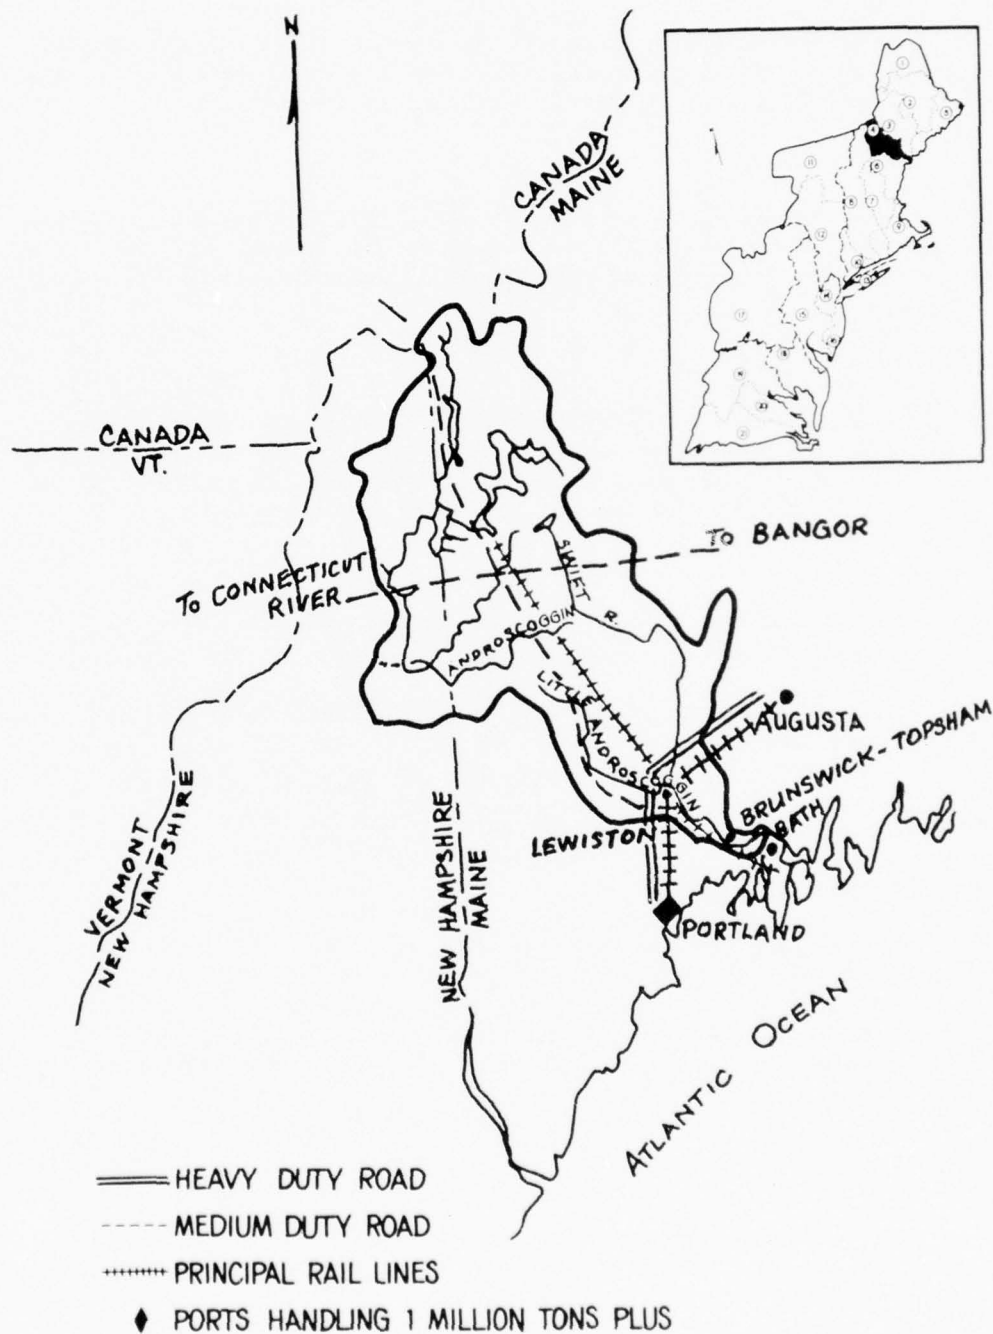 N
CANADA
MAINE
CANADA
VT.
TO BANGOR
TO CONNECTICUT
RIVER
SWIFT
R.
ANDROSCOGGIN
LITTLE ANDROSCOGGIN
AUGUSTA
BRUNSWICK-TOPSHAM
BATH
LEWISTON
PORTLAND
VERMONT
NEW HAMPSHIRE
NEW HAMPSHIRE
MAINE
ATLANTIC OCEAN
HEAVY DUTY ROAD
MEDIUM DUTY ROAD
PRINCIPAL RAIL LINES
PORTS HANDLING 1 MILLION TONS PLUS